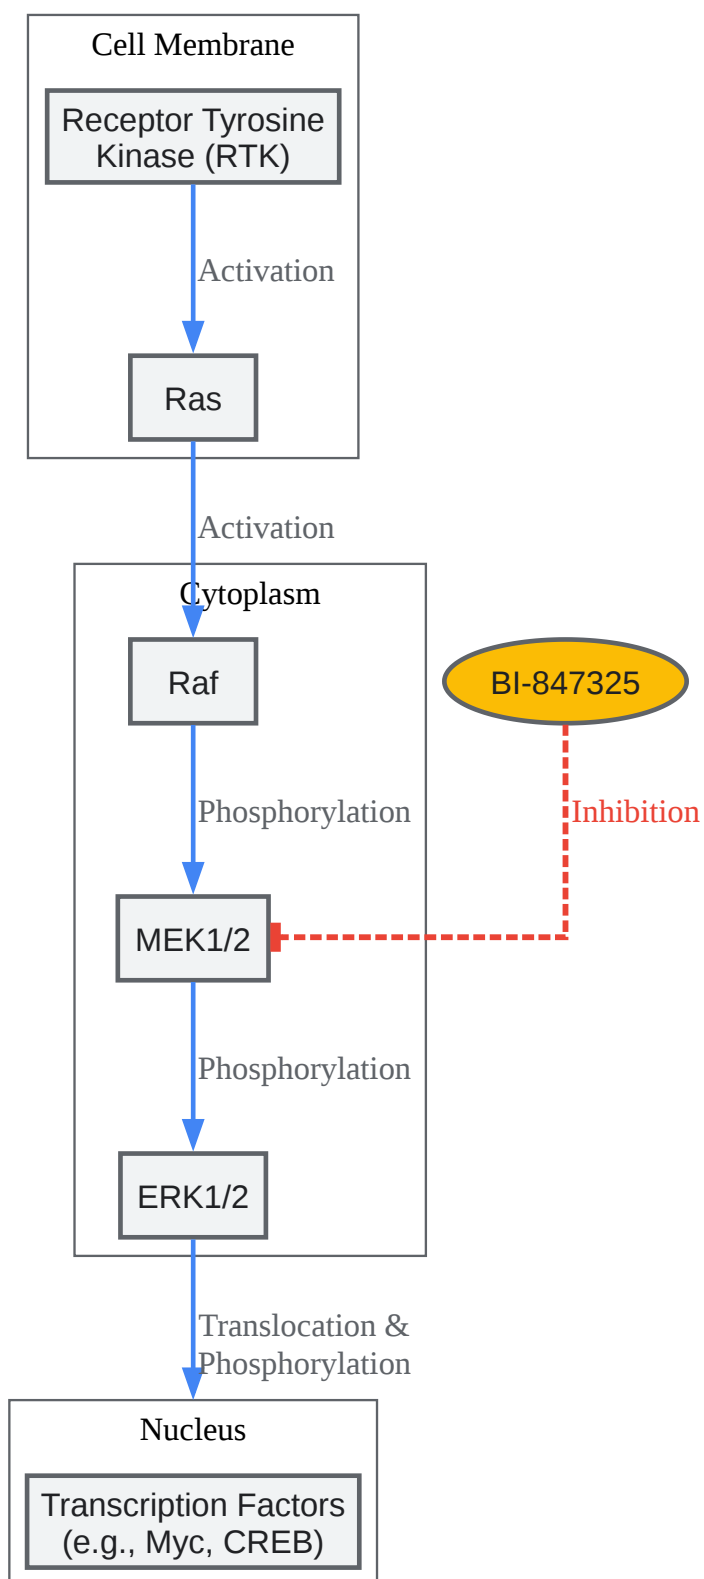 Cell Membrane
Receptor Tyrosine
Kinase (RTK)
Activation
Ras
Activation
Cytoplasm
Raf
BI-847325
Phosphorylation
Inhibition
MEK1/2
Phosphorylation
ERK1/2
Translocation &
Phosphorylation
Nucleus
Transcription Factors
(e.g., Myc, CREB)